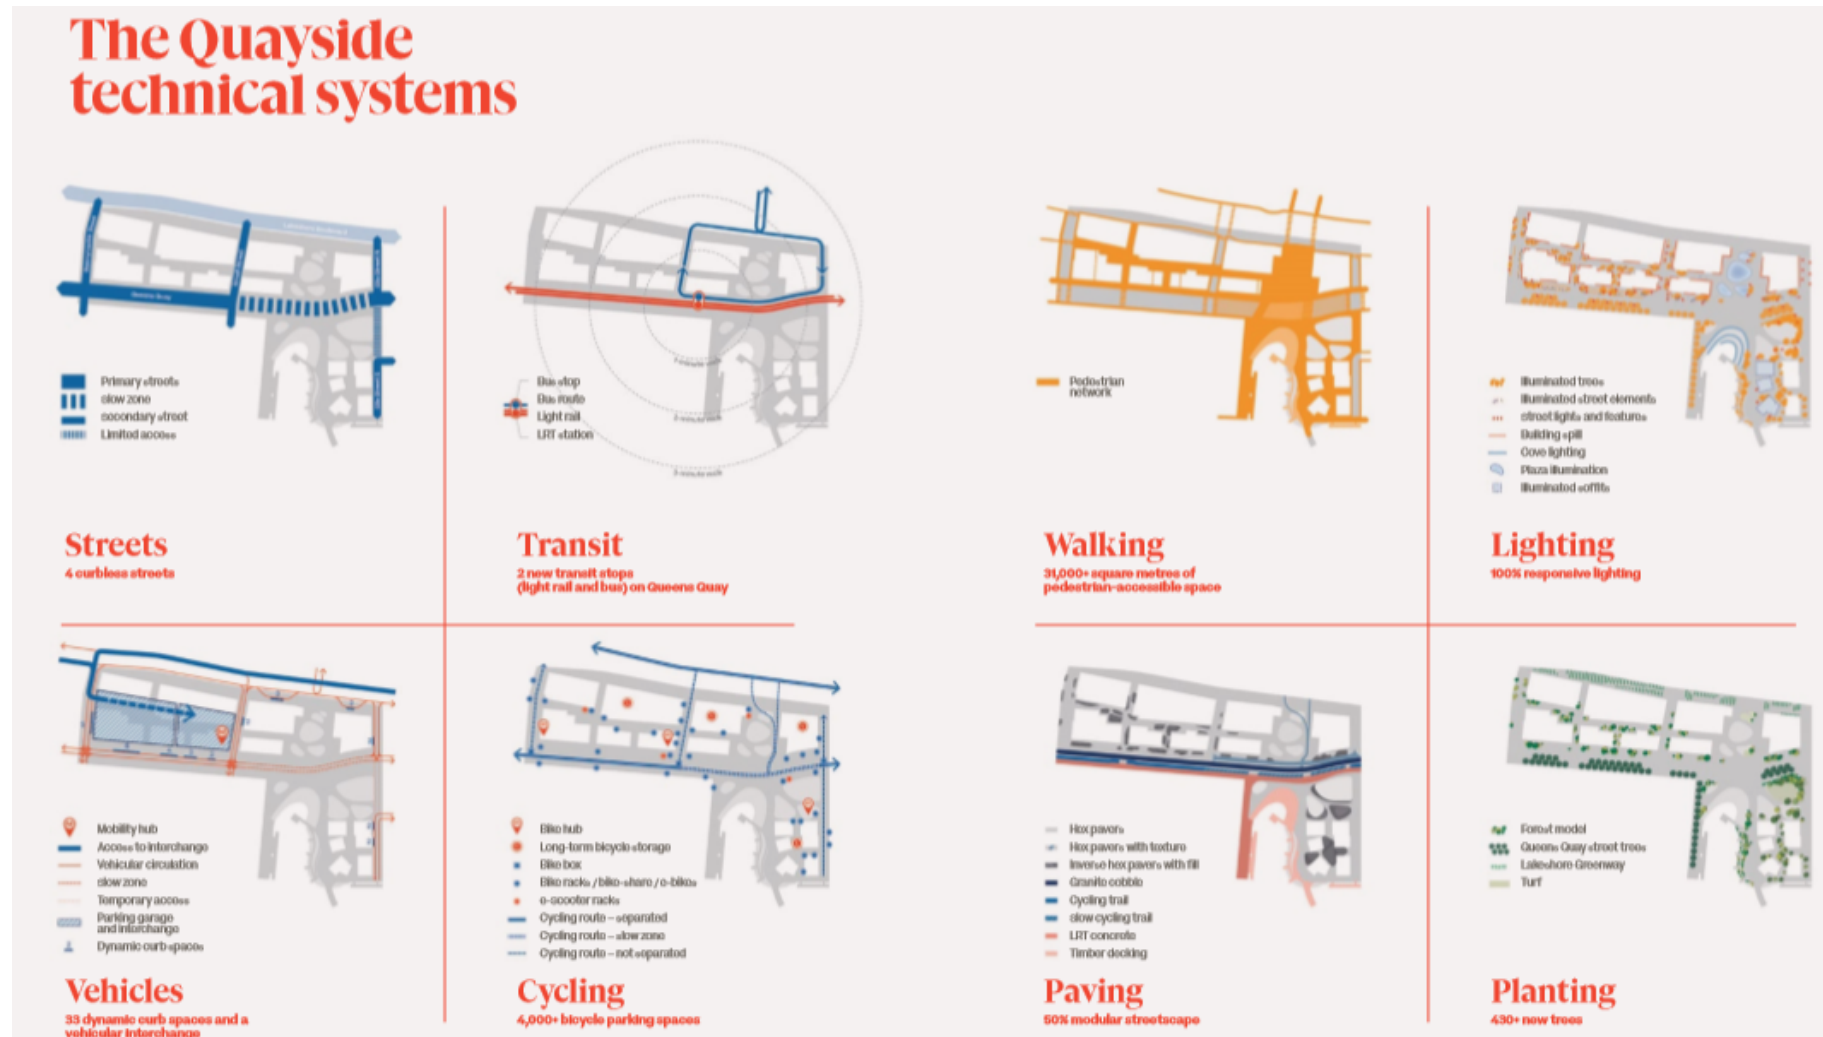 The Quayside
technical systems
Queens Quay
Primary streets
slow zone
secondary street
Limited access
Streets
4 curbless streets
Bus stop
Bus route
Light rail
LRT station
Transit
2 new transit stops
(light rail and bus) on Queens Quay
Pedestrian
network
Walking
31,000+ square metres of
pedestrian-accessible space
Illuminated trees
Illuminated street elements
street lights and features
Building spill
Cove lighting
Plaza illumination
Illuminated soffits
Lighting
100% responsive lighting
Mobility hub
Access to interchange
Vehicular circulation
slow zone
Temporary access
Parking garage
and interchange
Dynamic curb spaces
Vehicles
33 dynamic curb spaces and a
vehicular interchange
Bike hub
Long-term bicycle storage
Bike box
Bike racks / bike-share / e-bikes
e-scooter racks
Cycling route – separated
Cycling route – slow zone
Cycling route – not separated
Cycling
4,000+ bicycle parking spaces
Hex pavers
Hex pavers with texture
Inverse hex pavers with fill
Granite cobble
Cycling trail
slow cycling trail
LRT concrete
Timber decking
Paving
50% modular streetscape
Forest model
Queens Quay street trees
Lakeshore Greenway
Turf
Planting
430+ new trees